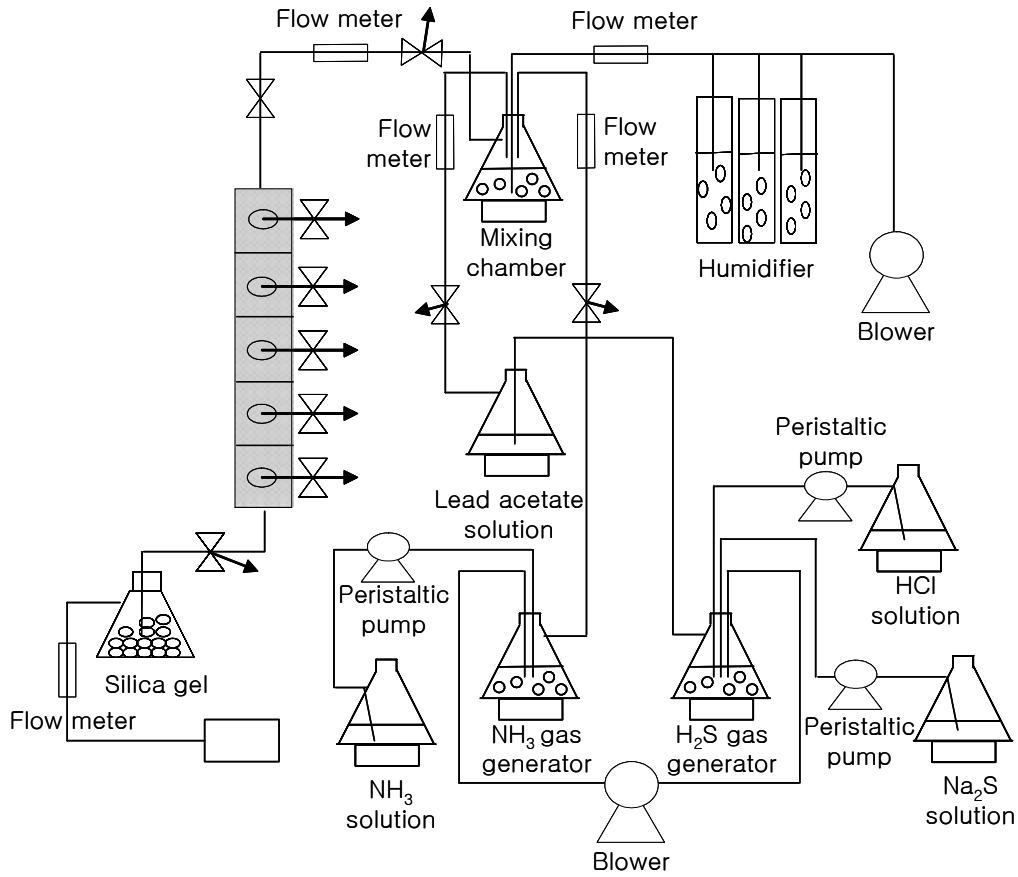 Flow meter
Flow meter
Flow
meter
Flow
meter
Mixing
chamber
Humidifier
Blower
Peristaltic
pump
Lead acetate
solution
HCl
solution
Peristaltic
pump
Silica gel
Flow meter
NH₃ gas
generator
H₂S gas
generator
Peristaltic
pump
NH₃
solution
Na₂S
solution
Blower